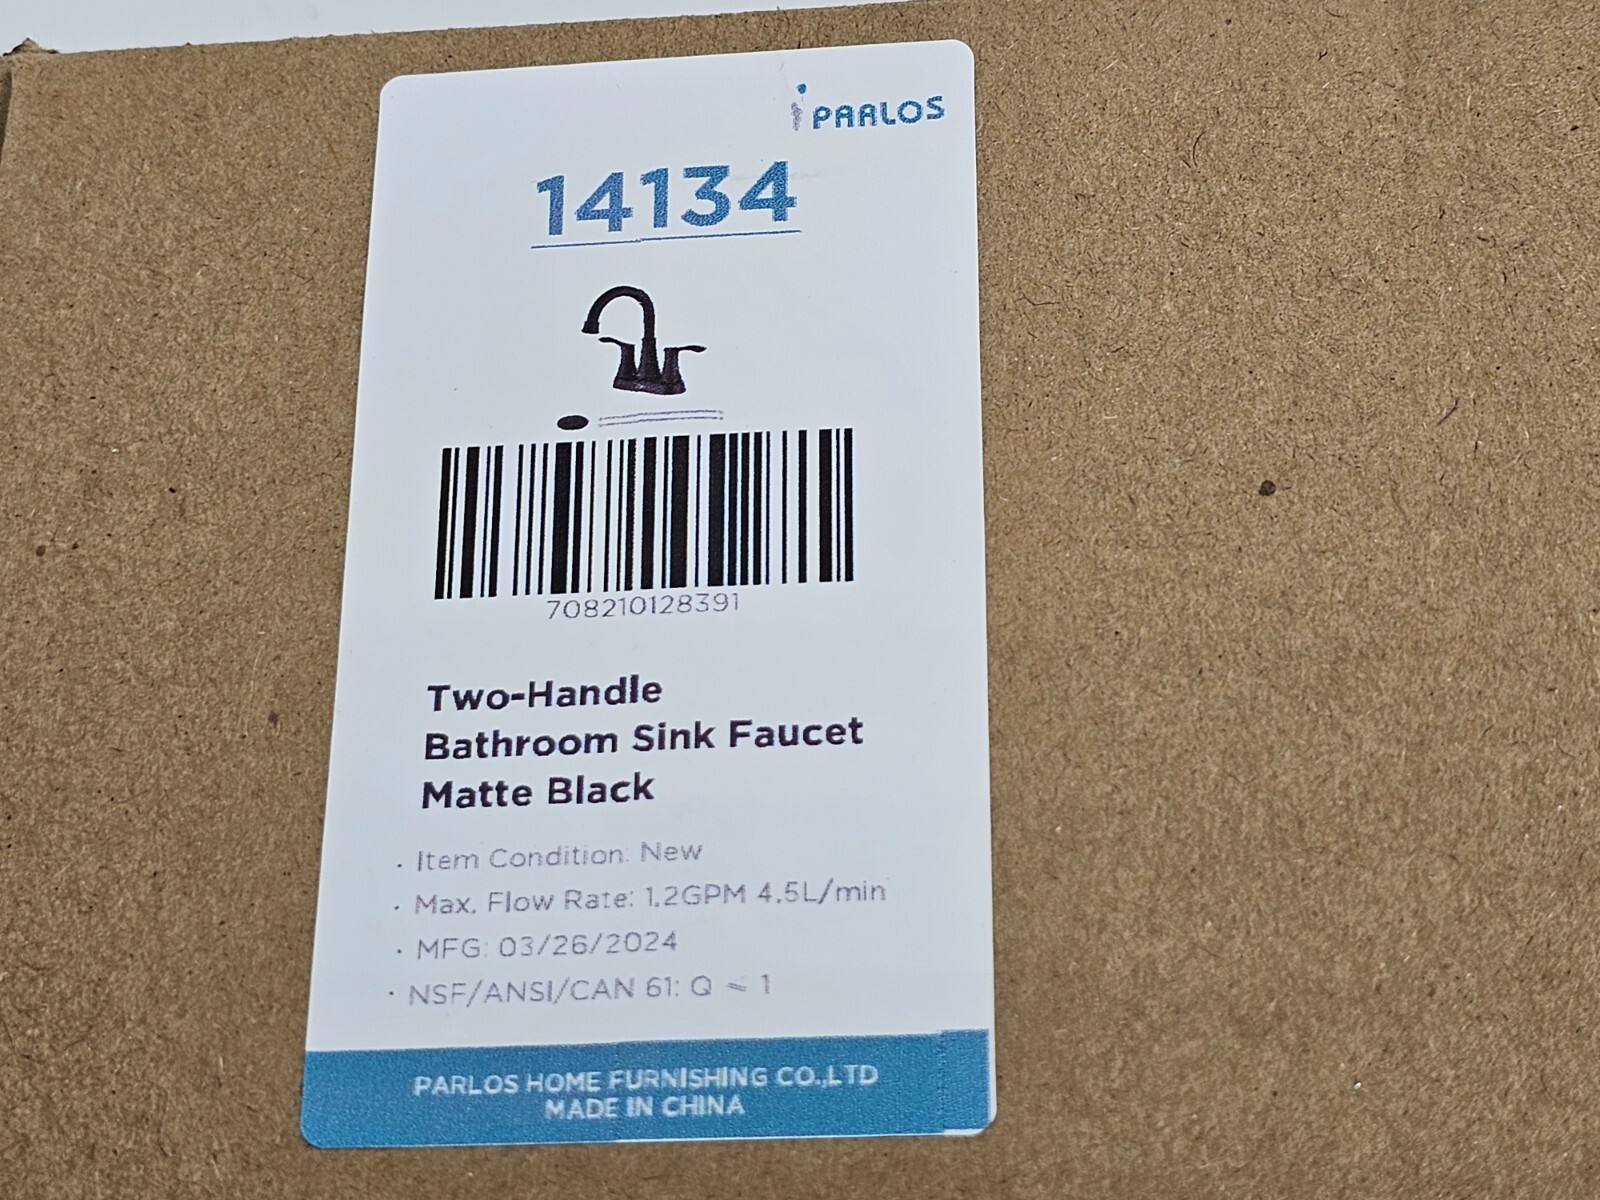 PARLOS
14134
708210128391
Two-Handle
Bathroom Sink Faucet
Matte Black
· Item Condition: New
· Max. Flow Rate: 1.2GPM 4.5L/min
· MFG: 03/26/2024
· NSF/ANSI/CAN 61: Q ≤ 1
PARLOS HOME FURNISHING CO.,LTD
MADE IN CHINA